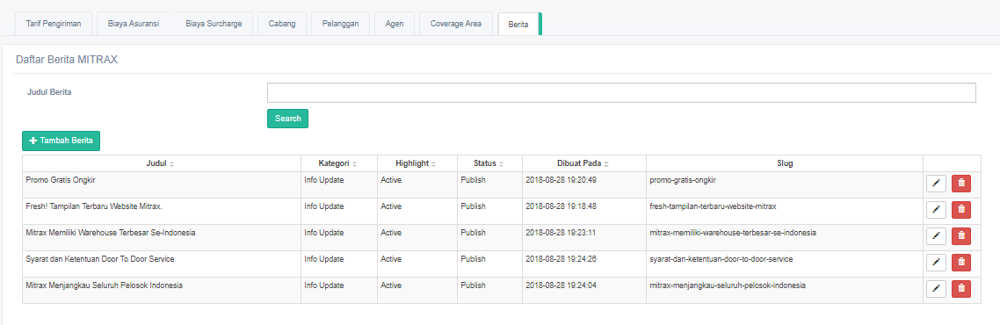 Tarif Pengiriman Biaya Asuransi Biaya Surcharge Cabang Pelanggan Agen Coverage Area Berita
Daftar Berita MITRAX
Judul Berita
Search
+ Tambah Berita
Judul Kategori Highlight Status Dibuat Pada Slug
Promo Gratis Ongkir Info Update Active Publish 2018-08-28 19:20:49 promo-gratis-ongkir
Fresh! Tampilan Terbaru Website Mitrax. Info Update Active Publish 2018-08-28 19:18:48 fresh-tampilan-terbaru-website-mitrax
Mitrax Memiliki Warehouse Terbesar Se-Indonesia Info Update Active Publish 2018-08-28 19:23:11 mitrax-memiliki-warehouse-terbesar-se-indonesia
Syarat dan Ketentuan Door To Door Service Info Update Active Publish 2018-08-28 19:24:26 syarat-dan-ketentuan-door-to-door-service
Mitrax Menjangkau Seluruh Pelosok Indonesia Info Update Active Publish 2018-08-28 19:24:04 mitrax-menjangkau-seluruh-pelosok-indonesia